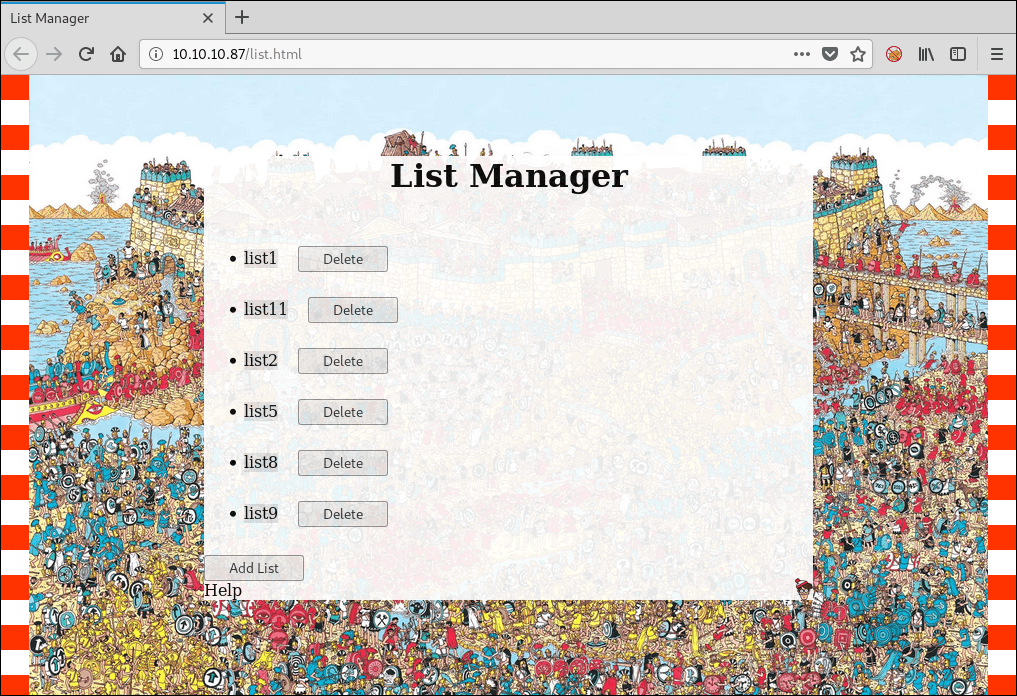 List Manager
10.10.10.87/list.html
List Manager
list1 Delete
list11 Delete
list2 Delete
list5 Delete
list8 Delete
list9 Delete
Add List
Help